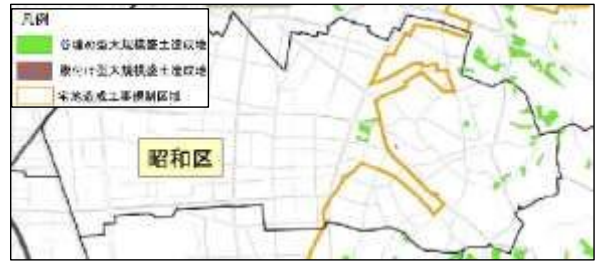 凡例
谷埋め型大規模盛土造成地
腹付け型大規模盛土造成地
宅地造成工事規制区域
昭和区